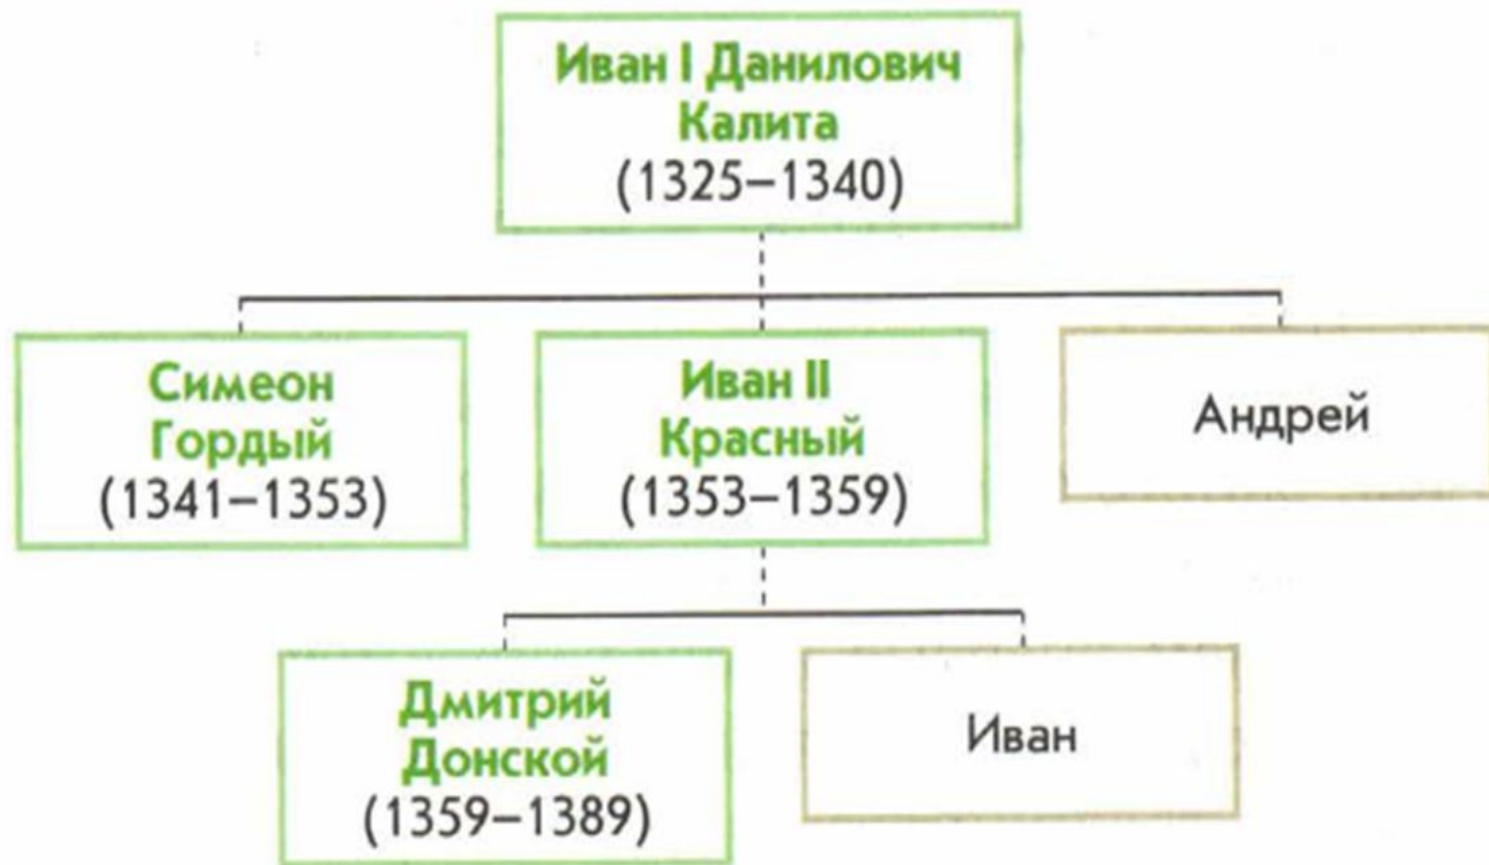 Иван I Данилович
Калита
(1325–1340)
Симеон
Гордый
(1341–1353)
Иван II
Красный
(1353–1359)
Андрей
Дмитрий
Донской
(1359–1389)
Иван